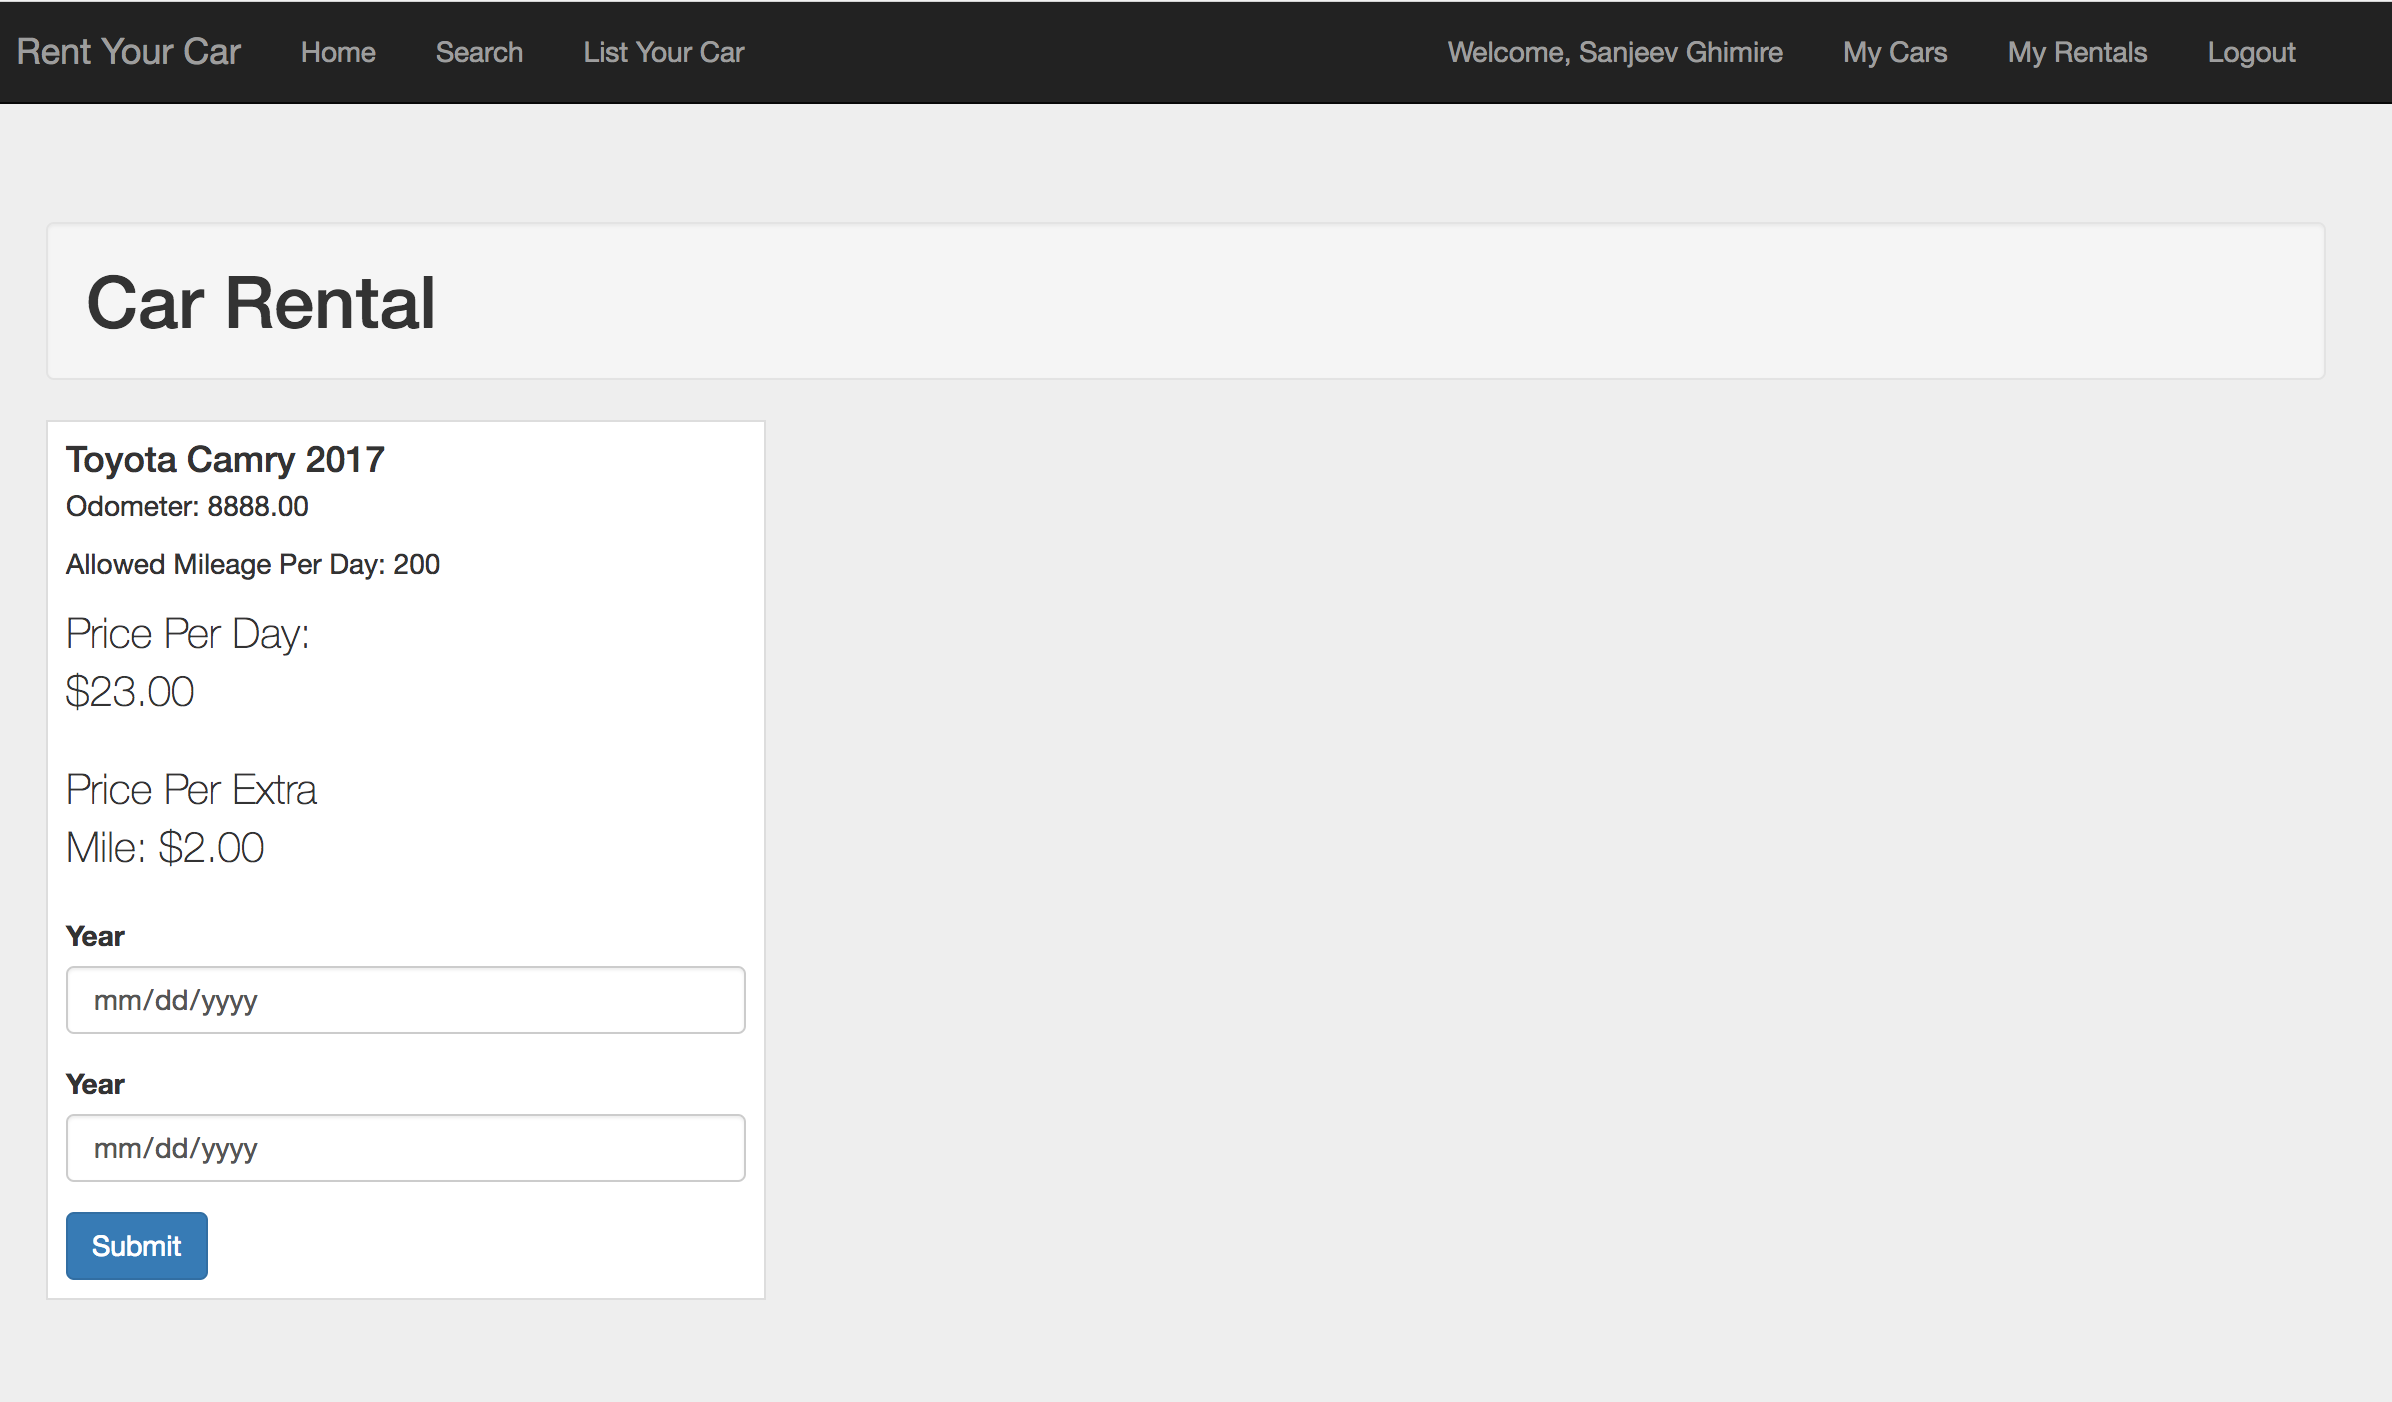 Rent Your Car Home Search List Your Car Welcome, Sanjeev Ghimire My Cars My Rentals Logout
Car Rental
Toyota Camry 2017
Odometer: 8888.00
Allowed Mileage Per Day: 200
Price Per Day:
$23.00
Price Per Extra
Mile: $2.00
Year
mm/dd/yyyy
Year
mm/dd/yyyy
Submit